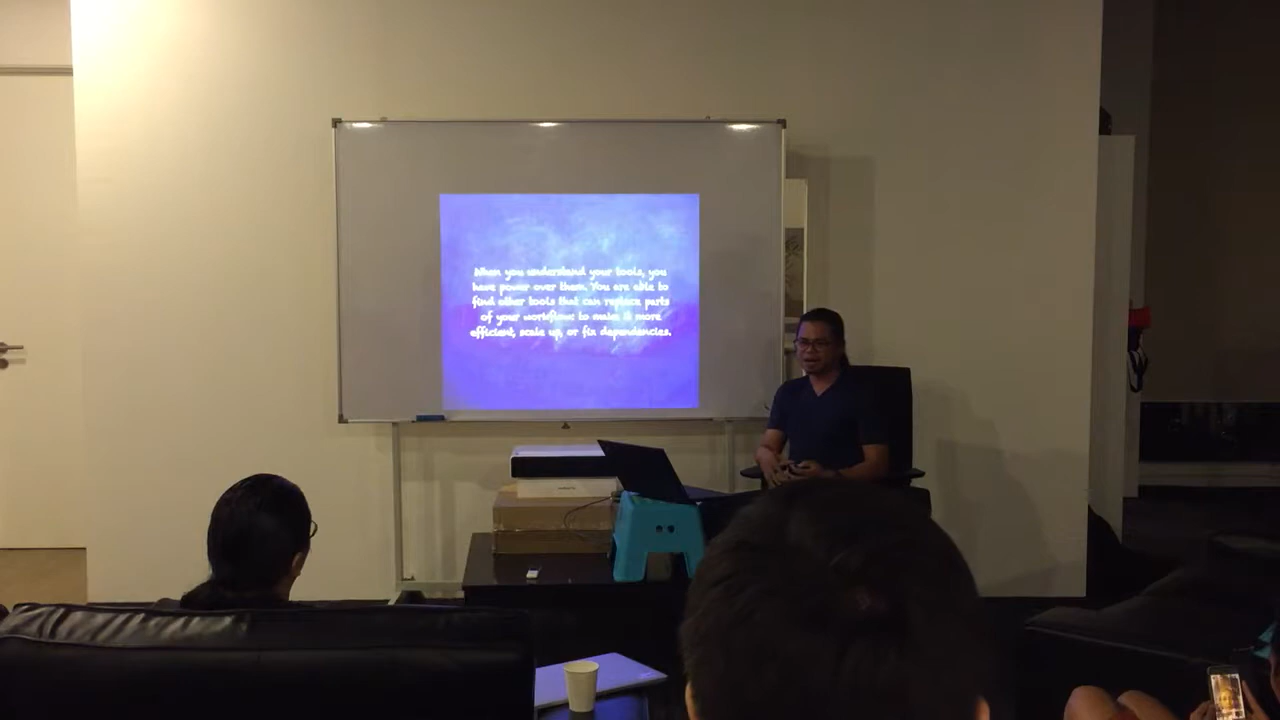 When you understand your tools, you
have power over them. You are able to
find other tools that can replace parts
of your workflow: to make it more
efficient, scale up, or fix dependencies.